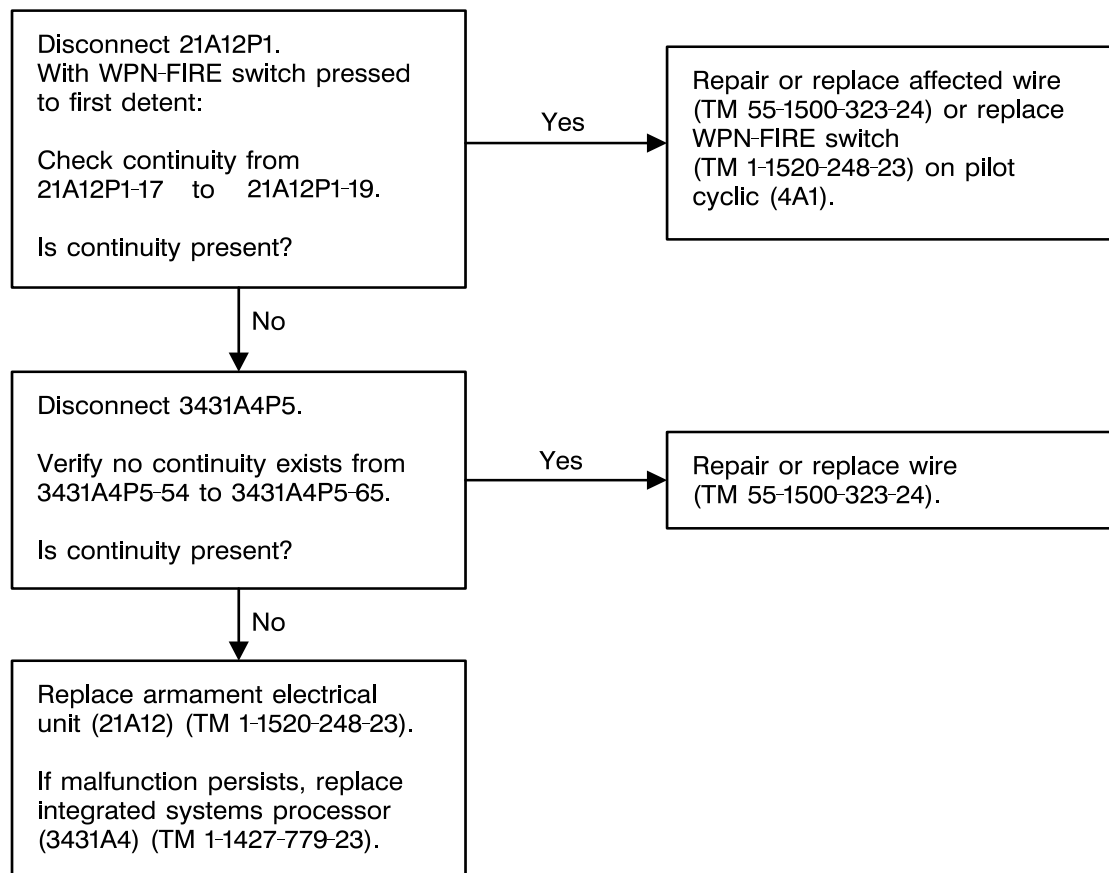 Disconnect 21A12P1.
With WPN-FIRE switch pressed
to first detent:
Check continuity from
21A12P1-17 to 21A12P1-19.
Is continuity present?
Yes
Repair or replace affected wire
(TM 55-1500-323-24) or replace
WPN-FIRE switch
(TM 1-1520-248-23) on pilot
cyclic (4A1).
No
Disconnect 3431A4P5.
Verify no continuity exists from
3431A4P5-54 to 3431A4P5-65.
Is continuity present?
Yes
Repair or replace wire
(TM 55-1500-323-24).
No
Replace armament electrical
unit (21A12) (TM 1-1520-248-23).
If malfunction persists, replace
integrated systems processor
(3431A4) (TM 1-1427-779-23).